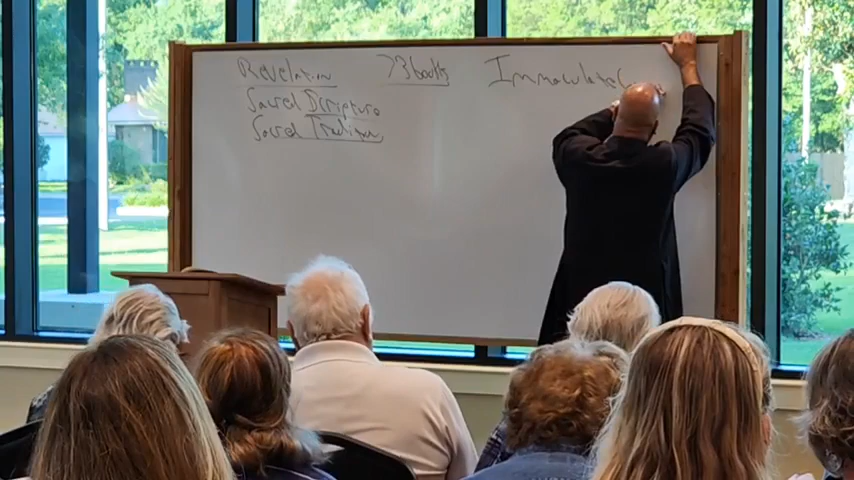 Revelation
Sacred Scripture
Sacred Tradition
73 books
Immaculate